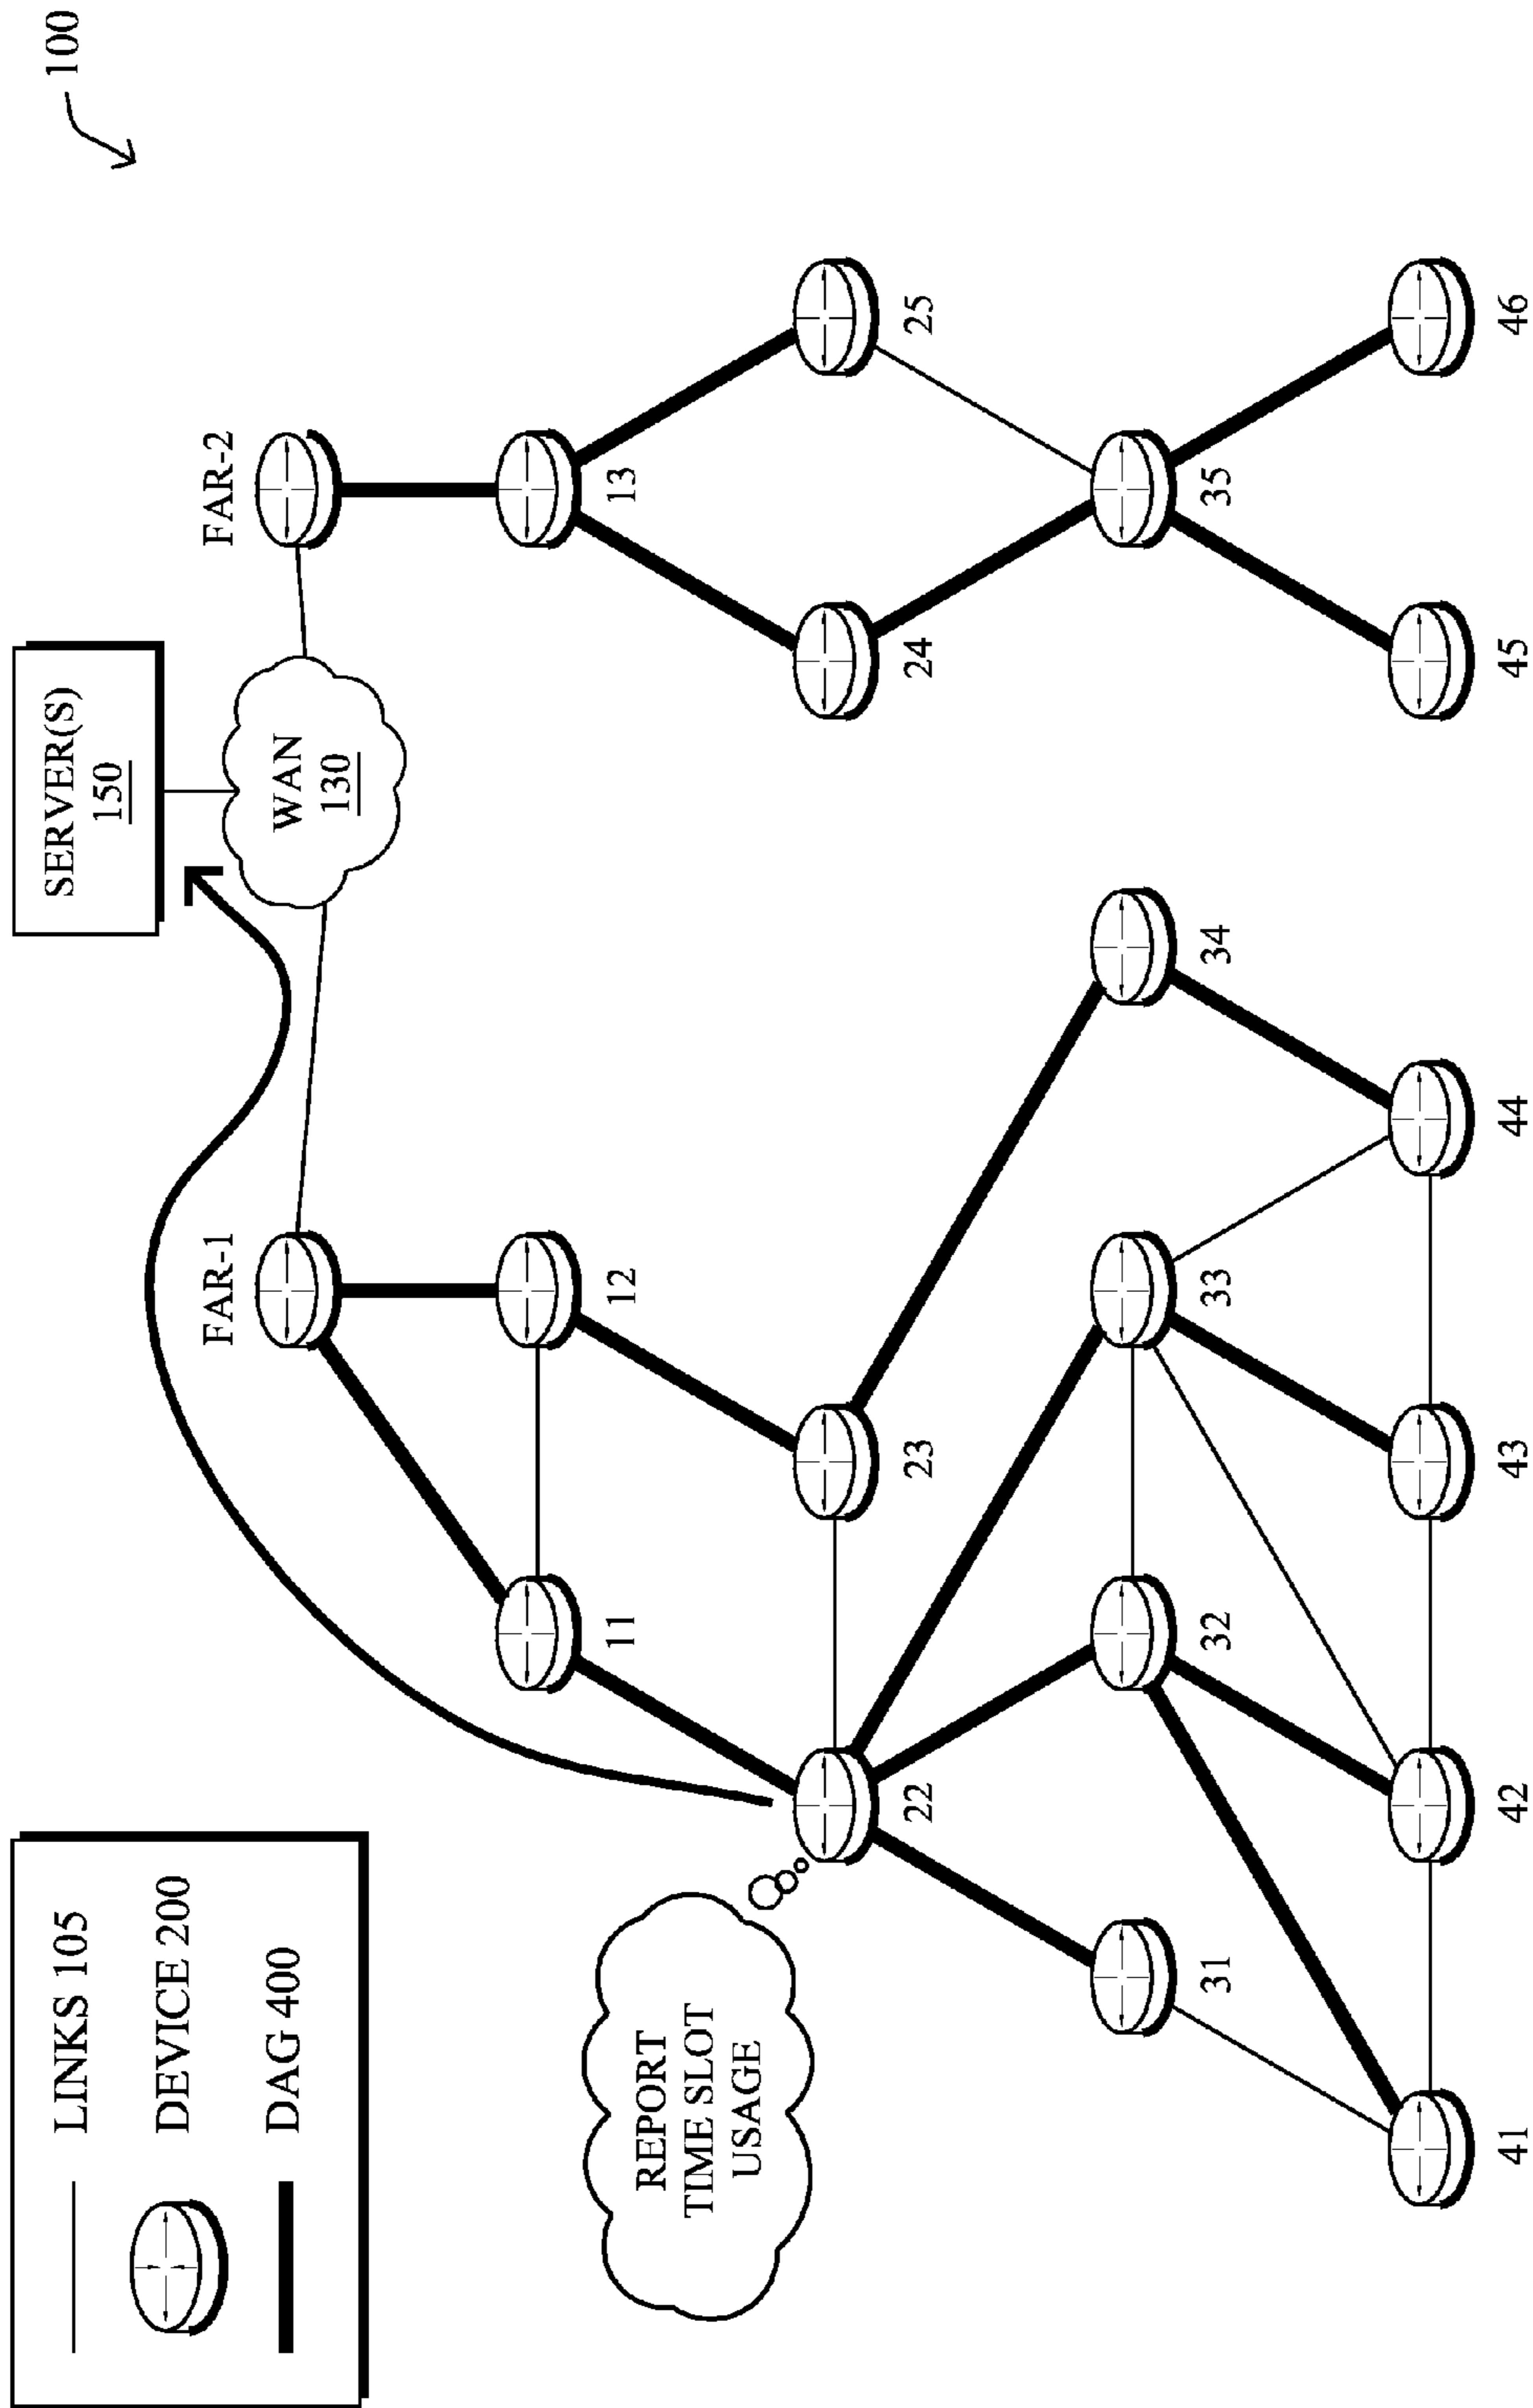 100
LINKS 105
DEVICE 200
DAG 400
SERVER(S)
150
WAN
130
FAR-1
FAR-2
11
12
13
REPORT
TIME SLOT
USAGE
22
23
24
25
31
32
33
34
35
41
42
43
44
45
46